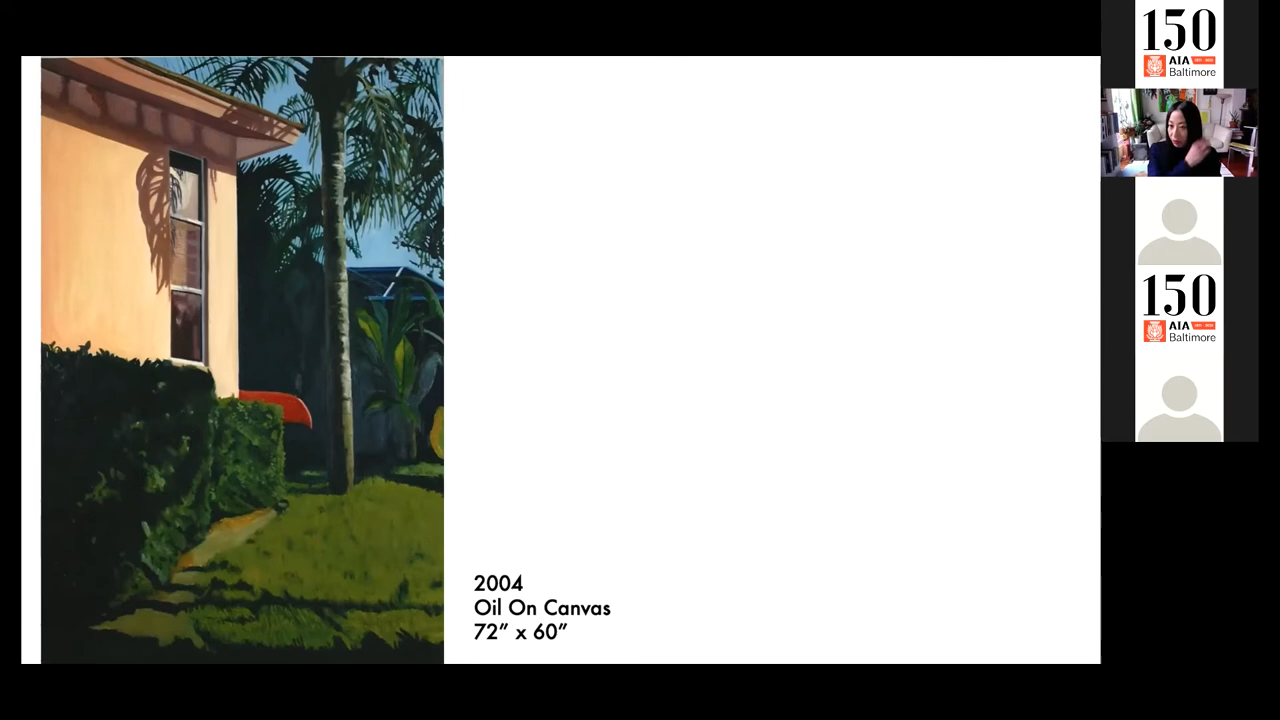 2004
Oil On Canvas
72” x 60”
150
AIA
Baltimore
150
AIA
Baltimore